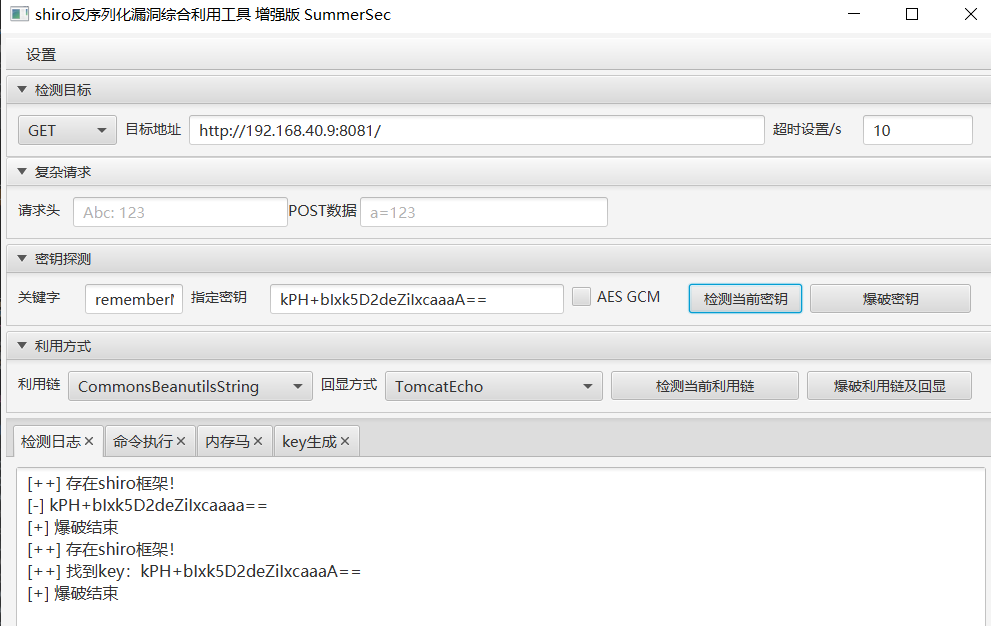 shiro反序列化漏洞综合利用工具 增强版 SummerSec
设置
检测目标
GET 目标地址 http://192.168.40.9:8081/ 超时设置/s 10
复杂请求
请求头 Abc: 123 POST数据 a=123
密钥探测
关键字 remember 指定密钥 kPH+bIxk5D2deZiIxcaaaA== AES GCM 检测当前密钥 爆破密钥
利用方式
利用链 CommonsBeanutilsString 回显方式 TomcatEcho 检测当前利用链 爆破利用链及回显
检测日志 命令执行 内存马 key生成
[++] 存在shiro框架!
[-] kPH+bIxk5D2deZiIxcaaaa==
[+] 爆破结束
[++] 存在shiro框架!
[++] 找到key: kPH+bIxk5D2deZiIxcaaaA==
[+] 爆破结束